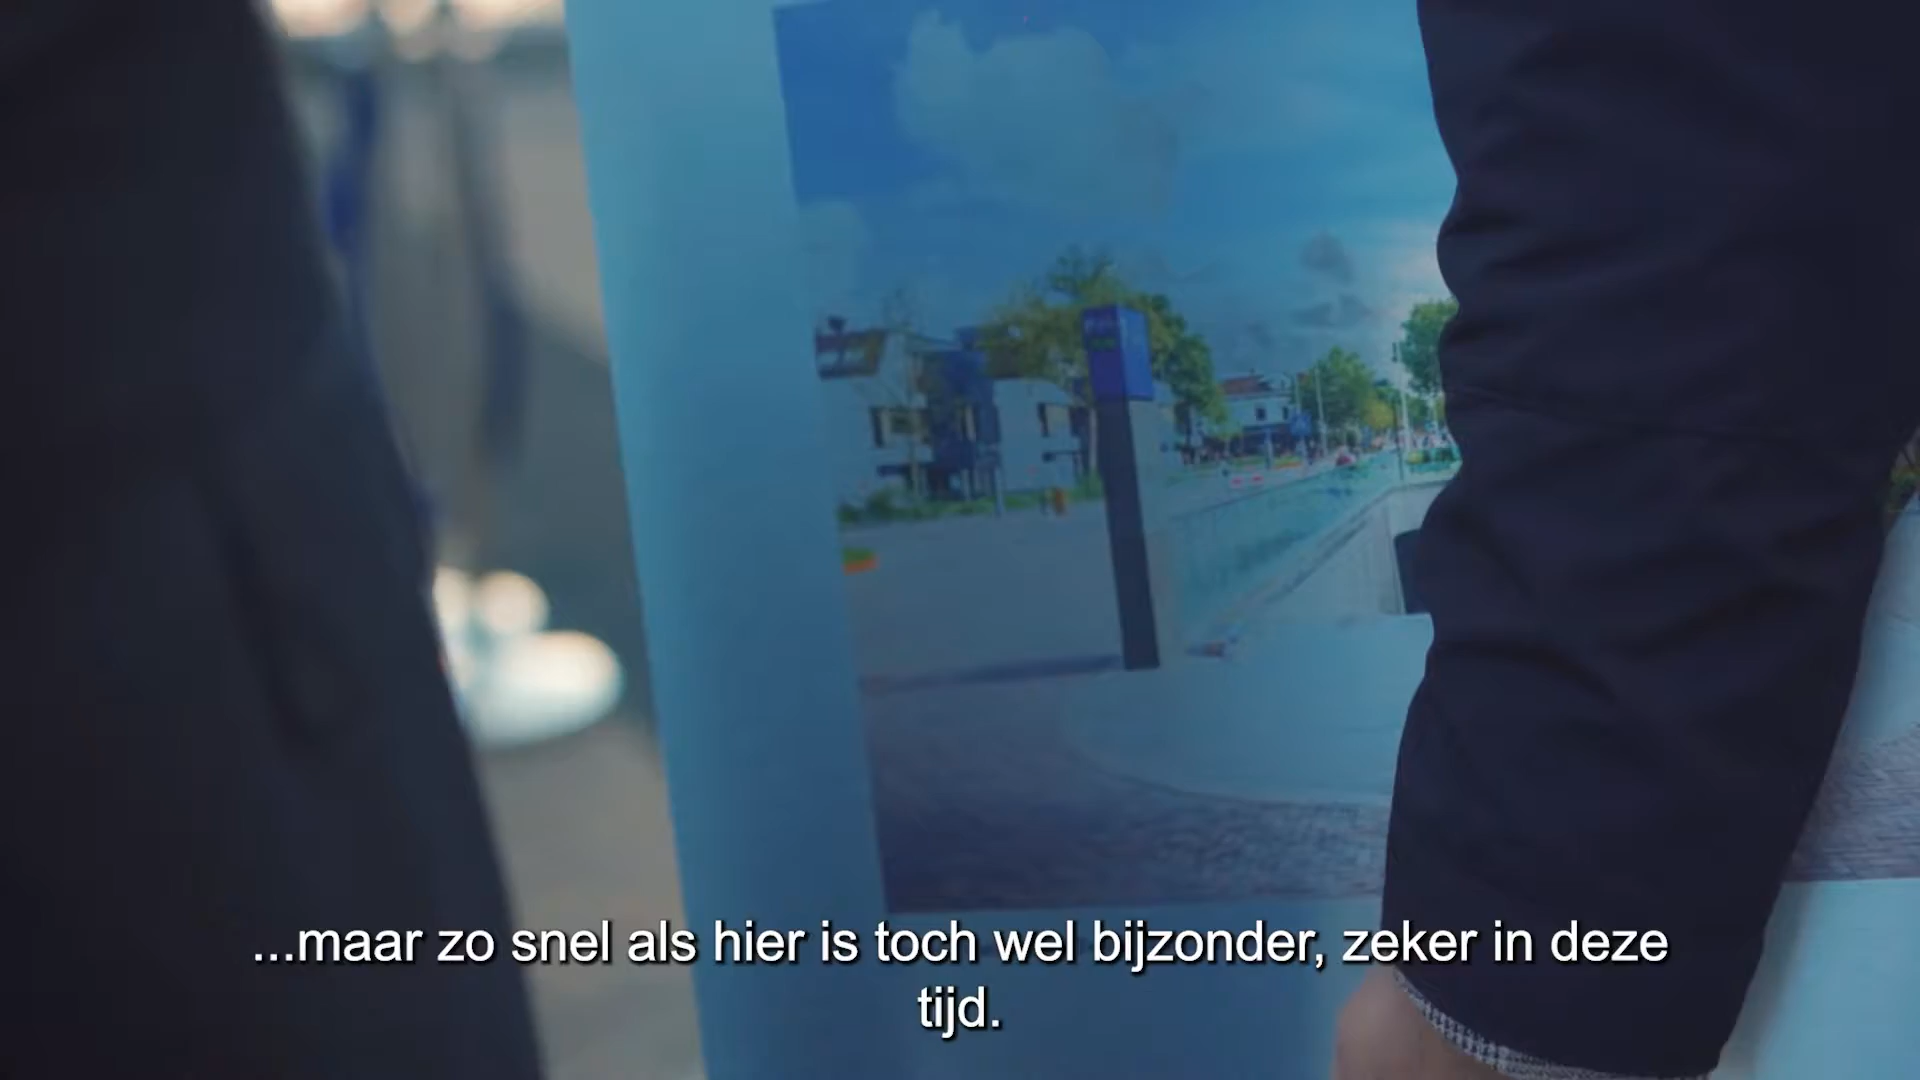 ...maar zo snel als hier is toch wel bijzonder, zeker in deze
tijd.